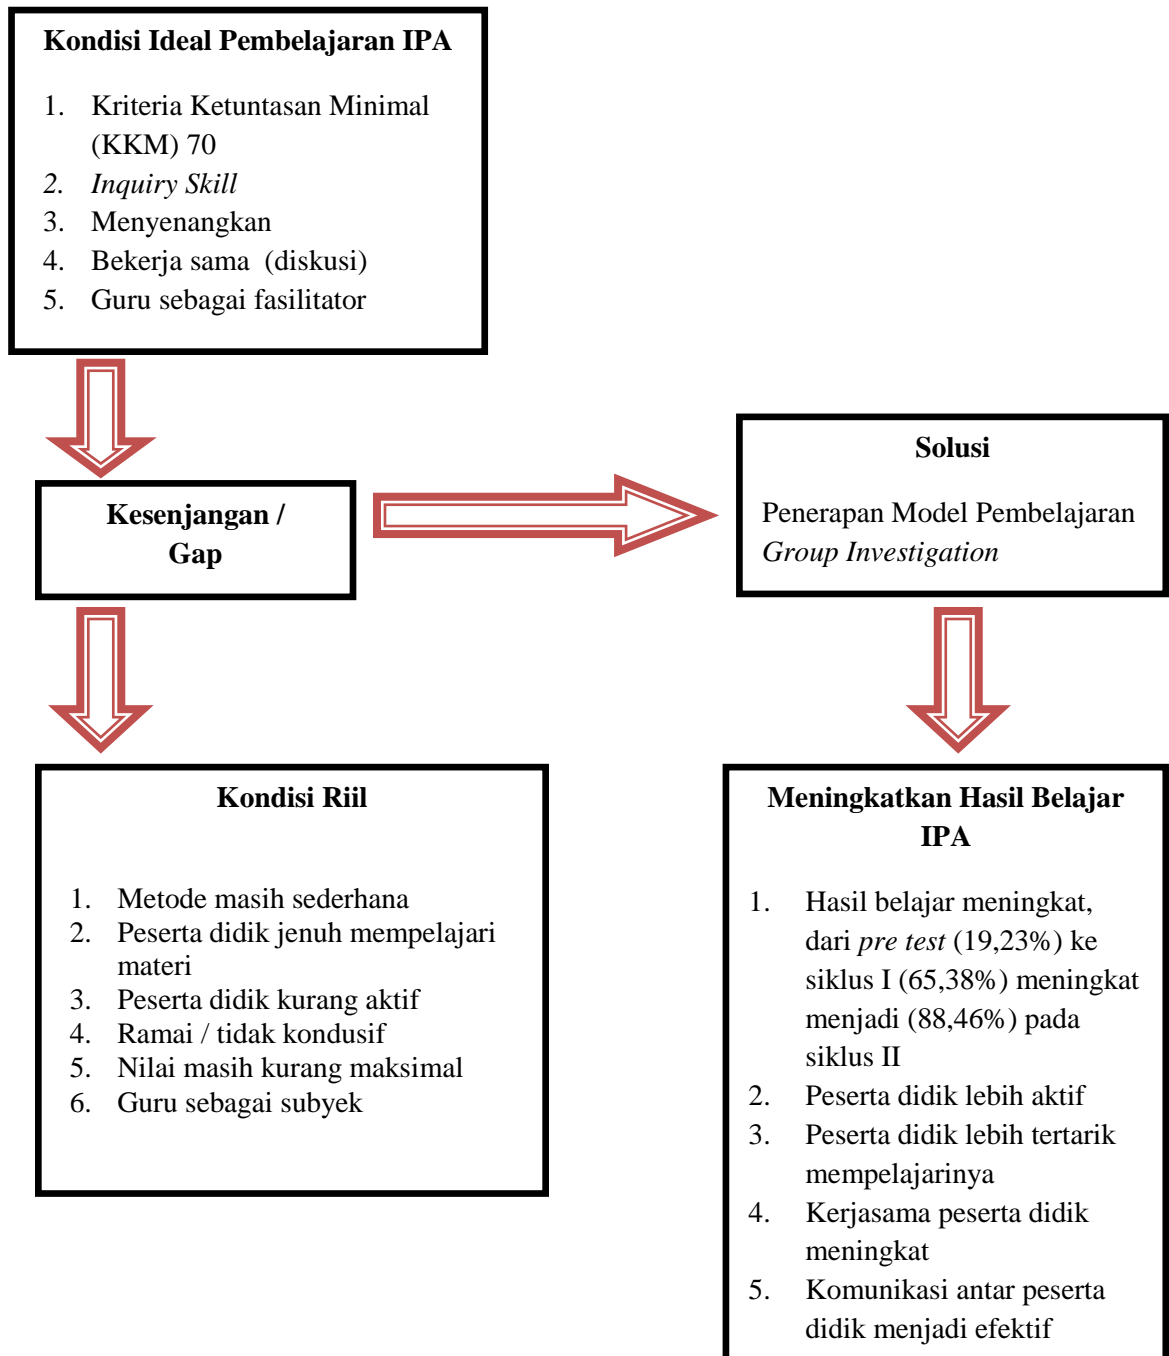 Kondisi Ideal Pembelajaran IPA
1. Kriteria Ketuntasan Minimal
(KKM) 70
2. Inquiry Skill
3. Menyenangkan
4. Bekerja sama (diskusi)
5. Guru sebagai fasilitator
Kesenjangan /
Gap
Solusi
Penerapan Model Pembelajaran
Group Investigation
Kondisi Riil
1. Metode masih sederhana
2. Peserta didik jenuh mempelajari
materi
3. Peserta didik kurang aktif
4. Ramai / tidak kondusif
5. Nilai masih kurang maksimal
6. Guru sebagai subyek
Meningkatkan Hasil Belajar
IPA
1. Hasil belajar meningkat,
dari pre test (19,23%) ke
siklus I (65,38%) meningkat
menjadi (88,46%) pada
siklus II
2. Peserta didik lebih aktif
3. Peserta didik lebih tertarik
mempelajarinya
4. Kerjasama peserta didik
meningkat
5. Komunikasi antar peserta
didik menjadi efektif